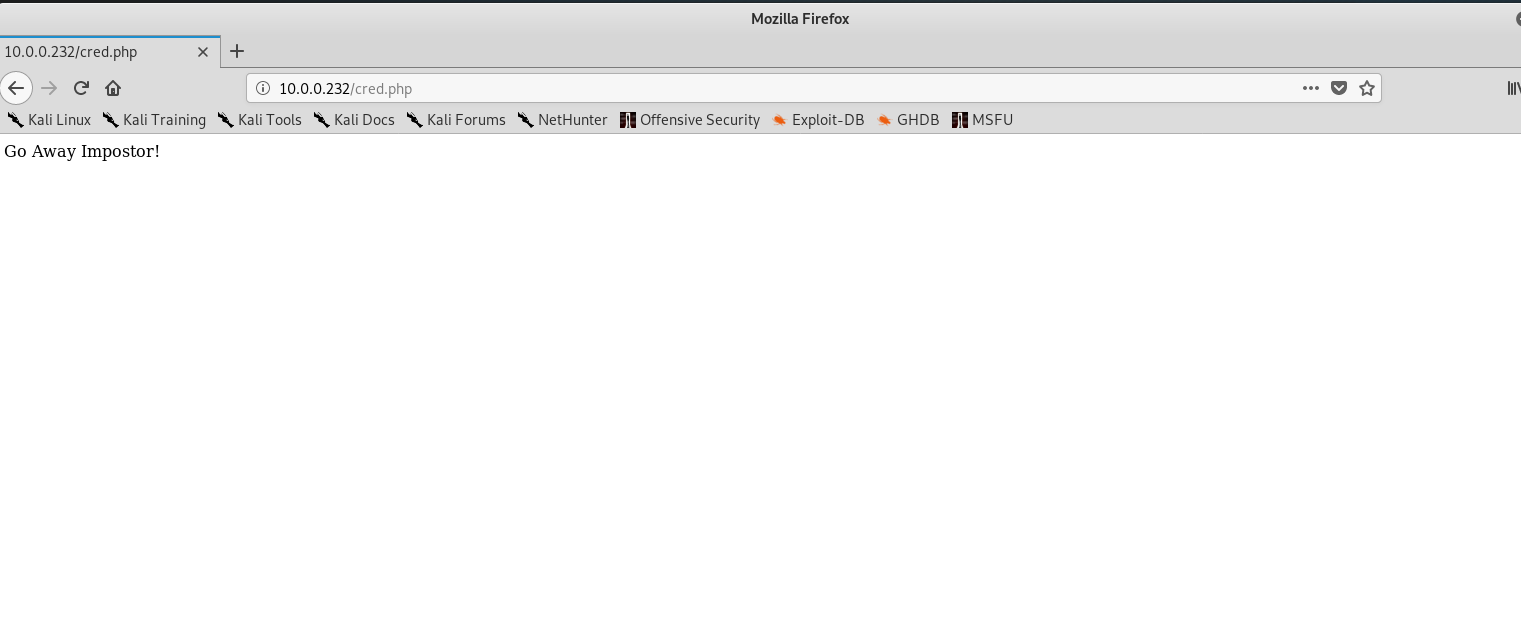 Mozilla Firefox
10.0.0.232/cred.php
10.0.0.232/cred.php
Kali Linux Kali Training Kali Tools Kali Docs Kali Forums NetHunter Offensive Security Exploit-DB GHDB MSFU
Go Away Impostor!